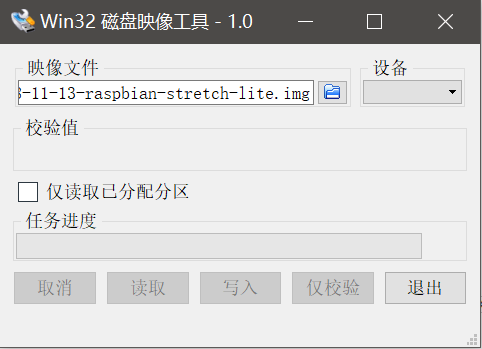 Win32 磁盘映像工具 - 1.0
映像文件 设备
8-11-13-raspbian-stretch-lite.img
校验值
仅读取已分配分区
任务进度
取消 读取 写入 仅校验 退出